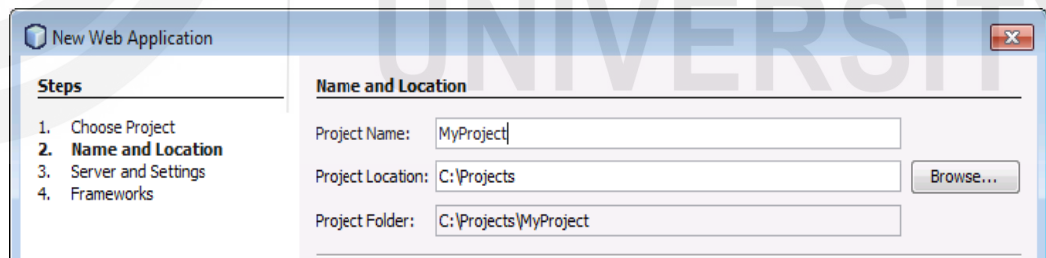 UNIVERSITY
New Web Application
Steps
1. Choose Project
2. Name and Location
3. Server and Settings
4. Frameworks
Name and Location
Project Name: MyProject
Project Location: C:\Projects Browse...
Project Folder: C:\Projects\MyProject